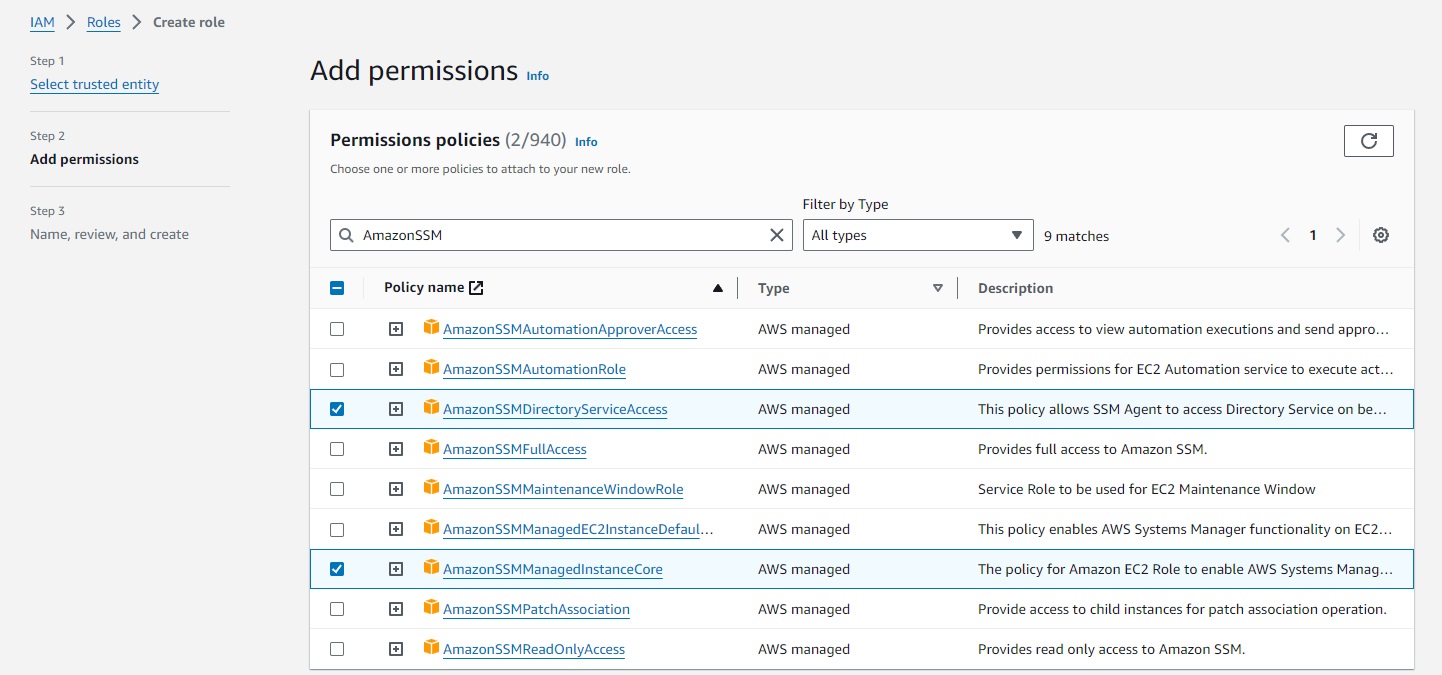 IAM > Roles > Create role
Step 1
Select trusted entity
Step 2
Add permissions
Step 3
Name, review, and create
Add permissions Info
Permissions policies (2/940) Info
Choose one or more policies to attach to your new role.
Filter by Type
AmazonSSM All types 9 matches 1
Policy name Type Description
AmazonSSMAutomationApproverAccess AWS managed Provides access to view automation executions and send appro...
AmazonSSMAutomationRole AWS managed Provides permissions for EC2 Automation service to execute act...
AmazonSSMDirectoryServiceAccess AWS managed This policy allows SSM Agent to access Directory Service on be...
AmazonSSMFullAccess AWS managed Provides full access to Amazon SSM.
AmazonSSMMaintenanceWindowRole AWS managed Service Role to be used for EC2 Maintenance Window
AmazonSSMManagedEC2InstanceDefaul... AWS managed This policy enables AWS Systems Manager functionality on EC2...
AmazonSSMManagedInstanceCore AWS managed The policy for Amazon EC2 Role to enable AWS Systems Manag...
AmazonSSMPatchAssociation AWS managed Provide access to child instances for patch association operation.
AmazonSSMReadOnlyAccess AWS managed Provides read only access to Amazon SSM.